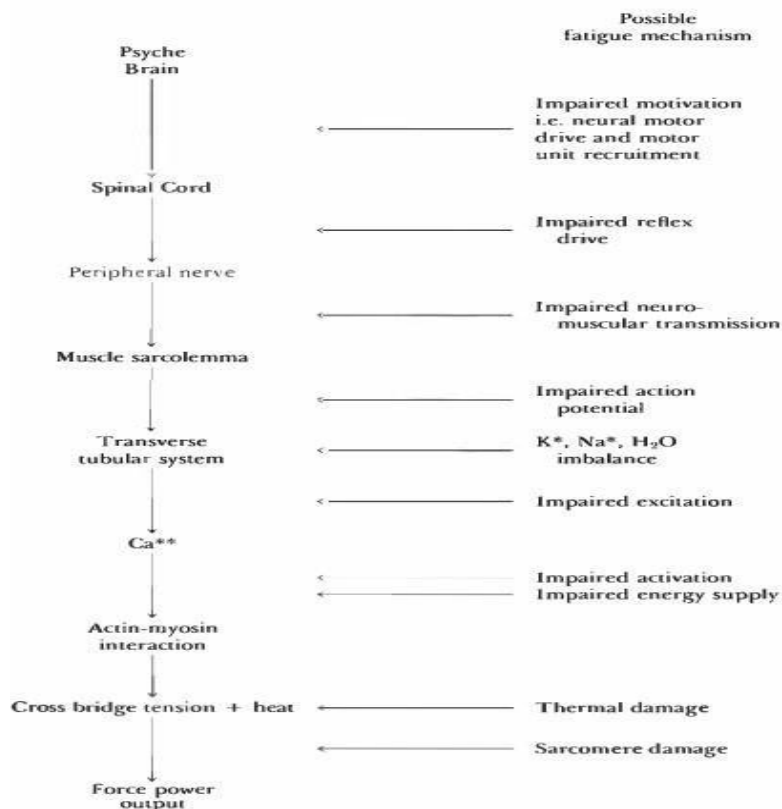 Possible
fatigue mechanism
Psyche
Brain
Impaired motivation
i.e. neural motor
drive and motor
unit recruitment
Spinal Cord
Impaired reflex
drive
Peripheral nerve
Impaired neuro-
muscular transmission
Muscle sarcolemma
Impaired action
potential
Transverse
tubular system
K*, Na*, H₂O
imbalance
Impaired excitation
Ca**
Impaired activation
Impaired energy supply
Actin-myosin
interaction
Cross bridge tension + heat
Thermal damage
Sarcomere damage
Force power
output